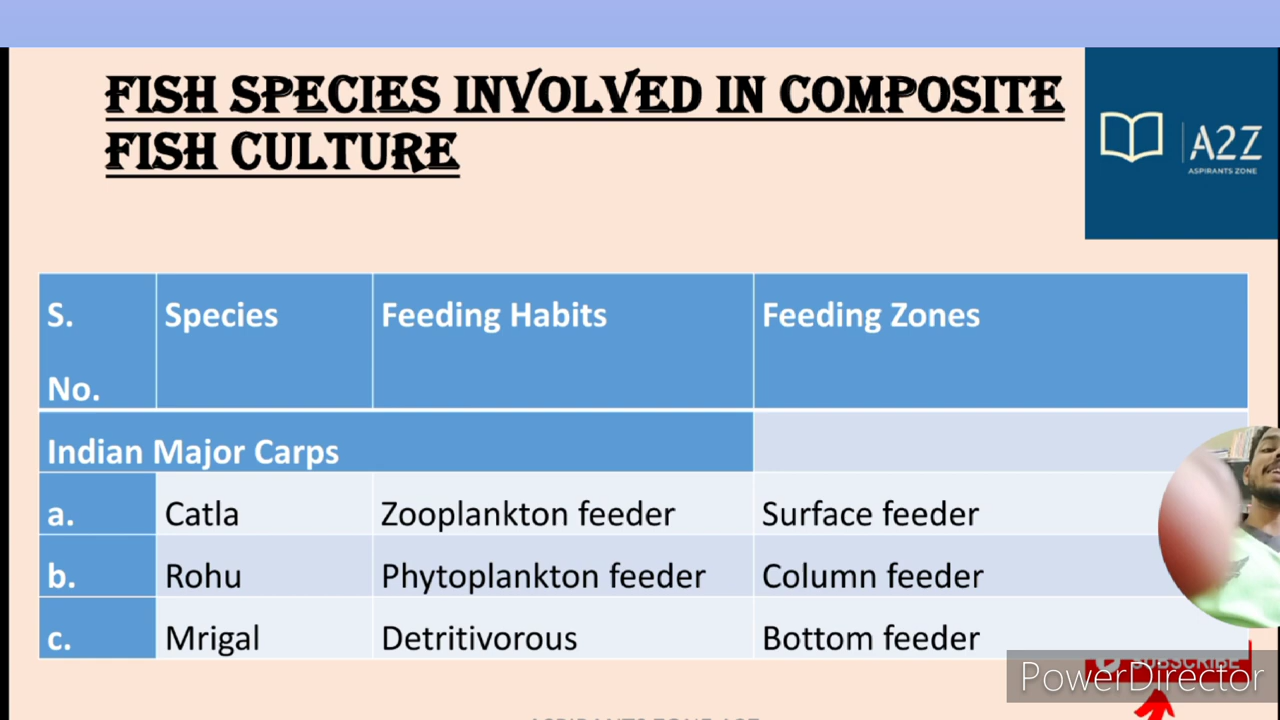 FISH SPECIES INVOLVED IN COMPOSITE
FISH CULTURE
A2Z
ASPIRANTS ZONE
S.
No.
Species
Feeding Habits
Feeding Zones
Indian Major Carps
a. Catla Zooplankton feeder Surface feeder
b. Rohu Phytoplankton feeder Column feeder
c. Mrigal Detritivorous Bottom feeder
SUBSCRIBE
PowerDirector